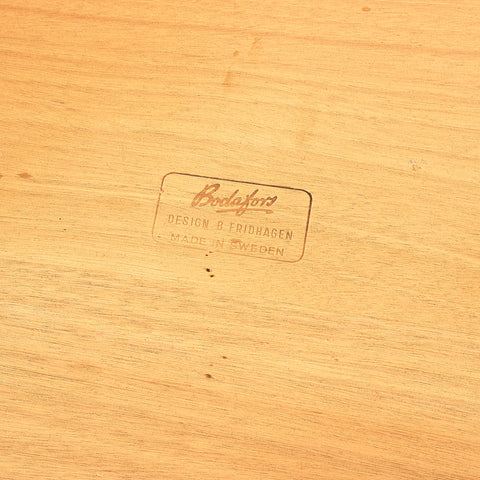 Bodafors
DESIGN B. FRIDHAGEN
MADE IN SWEDEN